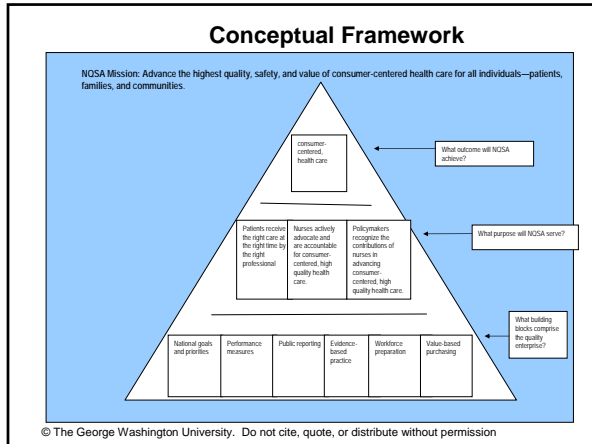 Conceptual Framework
NQSA Mission: Advance the highest quality, safety, and value of consumer-centered health care for all individuals—patients,
families, and communities.
consumer-
centered,
health care
What outcome will NQSA
achieve?
Patients receive
the right care at
the right time by
the right
professional
Nurses actively
advocate and
are accountable
for consumer-
centered, high
quality health
care.
Policymakers
recognize the
contributions of
nurses in
advancing
consumer-
centered, high
quality health care.
What purpose will NQSA serve?
What building
blocks comprise
the quality
enterprise?
National goals
and priorities
Performance
measures
Public reporting
Evidence-
based
practice
Workforce
preparation
Value-based
purchasing
© The George Washington University. Do not cite, quote, or distribute without permission